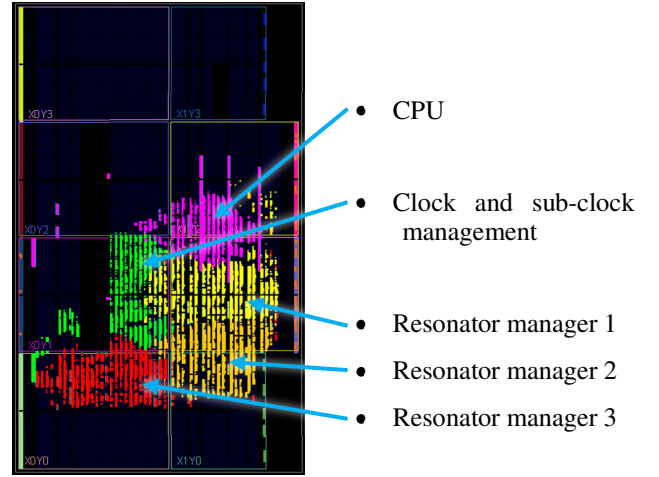 X0Y3
X1Y3
• CPU
• Clock and sub-clock
management
X0Y2
• Resonator manager 1
X0Y1
• Resonator manager 2
• Resonator manager 3
X0Y0
X1Y0